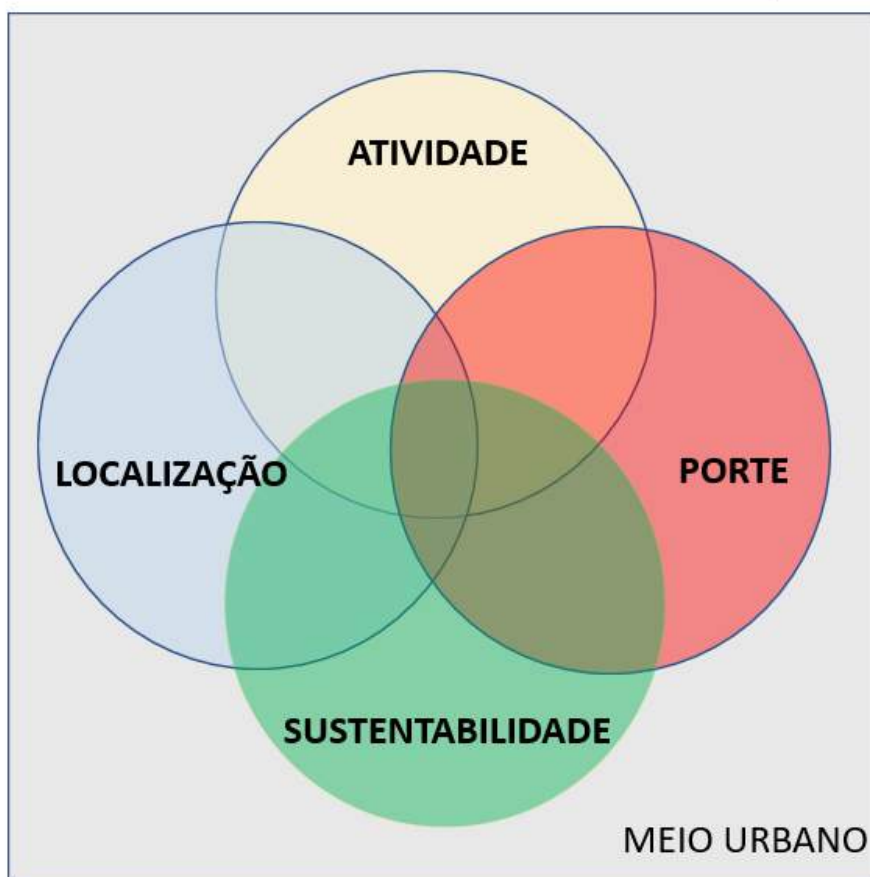 ATIVIDADE
LOCALIZAÇÃO
PORTE
SUSTENTABILIDADE
MEIO URBANO